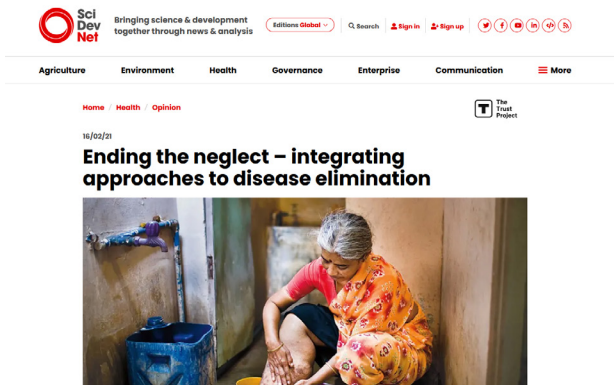 Sci
Dev
Net
Bringing science & development
together through news & analysis
Editions Global
Search
Sign in
Sign up
Agriculture
Environment
Health
Governance
Enterprise
Communication
More
Home / Health / Opinion
T
The
Trust
Project
16/02/21
Ending the neglect – integrating
approaches to disease elimination